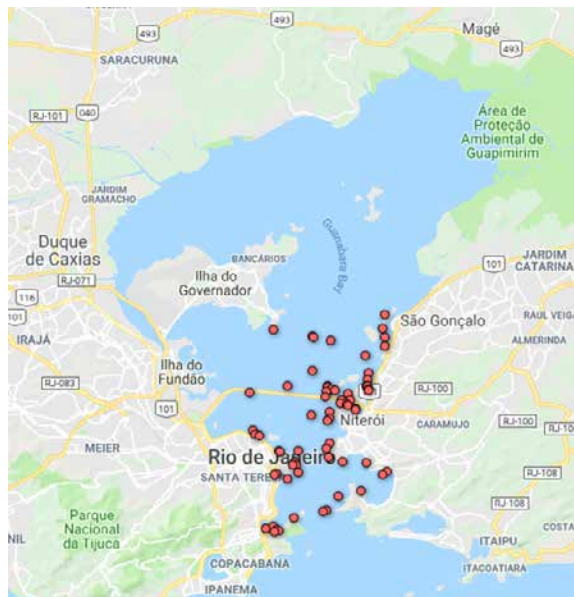 493
Magé
493
SARACURUNA
RJ-101
040
Área de
Proteção
Ambiental de
Guapimirim
JARDIM
GRAMACHO
Guanabara Bay
Duque
de Caxias
BANCÁRIOS
JARDIM
CATARINA
101
RJ-071
Ilha do
Governador
116
101
São Gonçalo
RAUL VEIGA
IRAJÁ
ALMERINDA
Ilha do
Fundão
RJ-083
RJ-100
101
Niterói
CARAMUJO
RJ-100
MEIER
Rio de Janeiro
SANTA TERE
RJ-108
RJ-108
Parque
Nacional
da Tijuca
NIL
COSTA
ITAIPU
COPACABANA
ITACOATIARA
IPANEMA